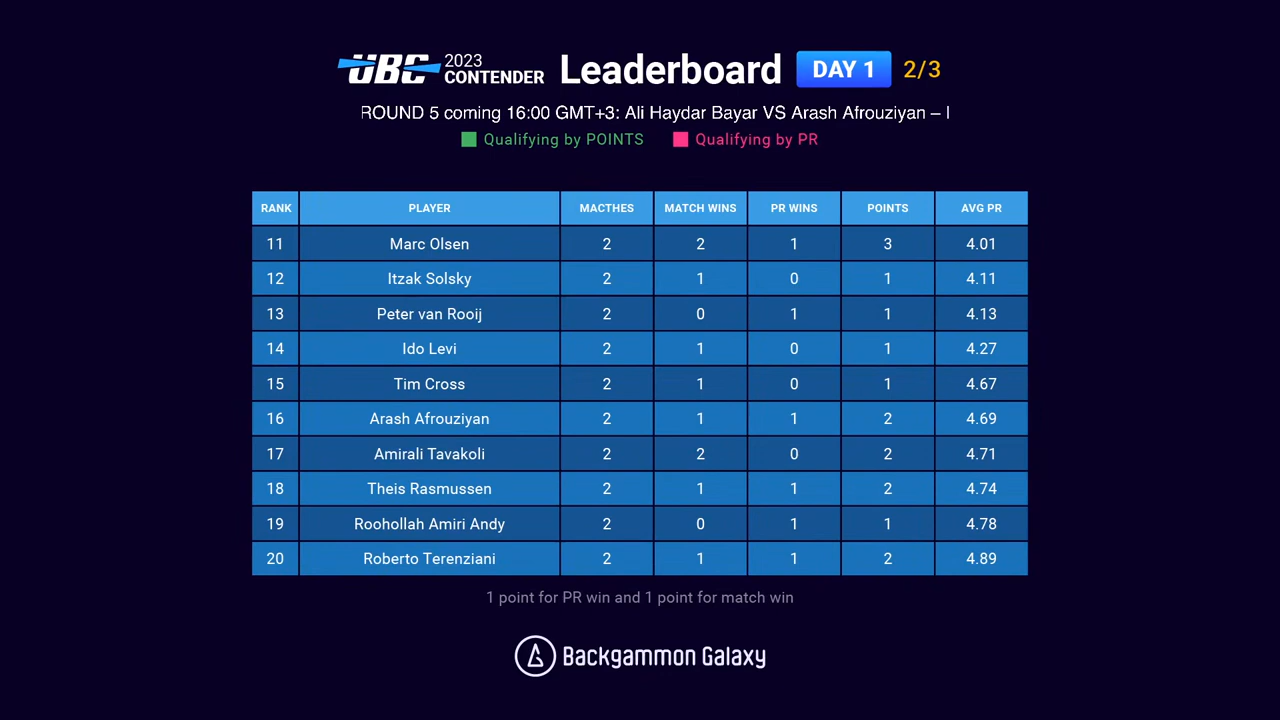 UBC 2023 CONTENDER Leaderboard DAY 1 2/3
ROUND 5 coming 16:00 GMT+3: Ali Haydar Bayar VS Arash Afrouziyan –
Qualifying by POINTS Qualifying by PR
RANK PLAYER MACTHES MATCH WINS PR WINS POINTS AVG PR
11 Marc Olsen 2 2 1 3 4.01
12 Itzak Solsky 2 1 0 1 4.11
13 Peter van Rooij 2 0 1 1 4.13
14 Ido Levi 2 1 0 1 4.27
15 Tim Cross 2 1 0 1 4.67
16 Arash Afrouziyan 2 1 1 2 4.69
17 Amirali Tavakoli 2 2 0 2 4.71
18 Theis Rasmussen 2 1 1 2 4.74
19 Roohollah Amiri Andy 2 0 1 1 4.78
20 Roberto Terenziani 2 1 1 2 4.89
1 point for PR win and 1 point for match win
Backgammon Galaxy